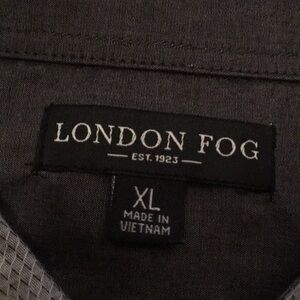 LONDON FOG
EST. 1923
XL
MADE IN
VIETNAM